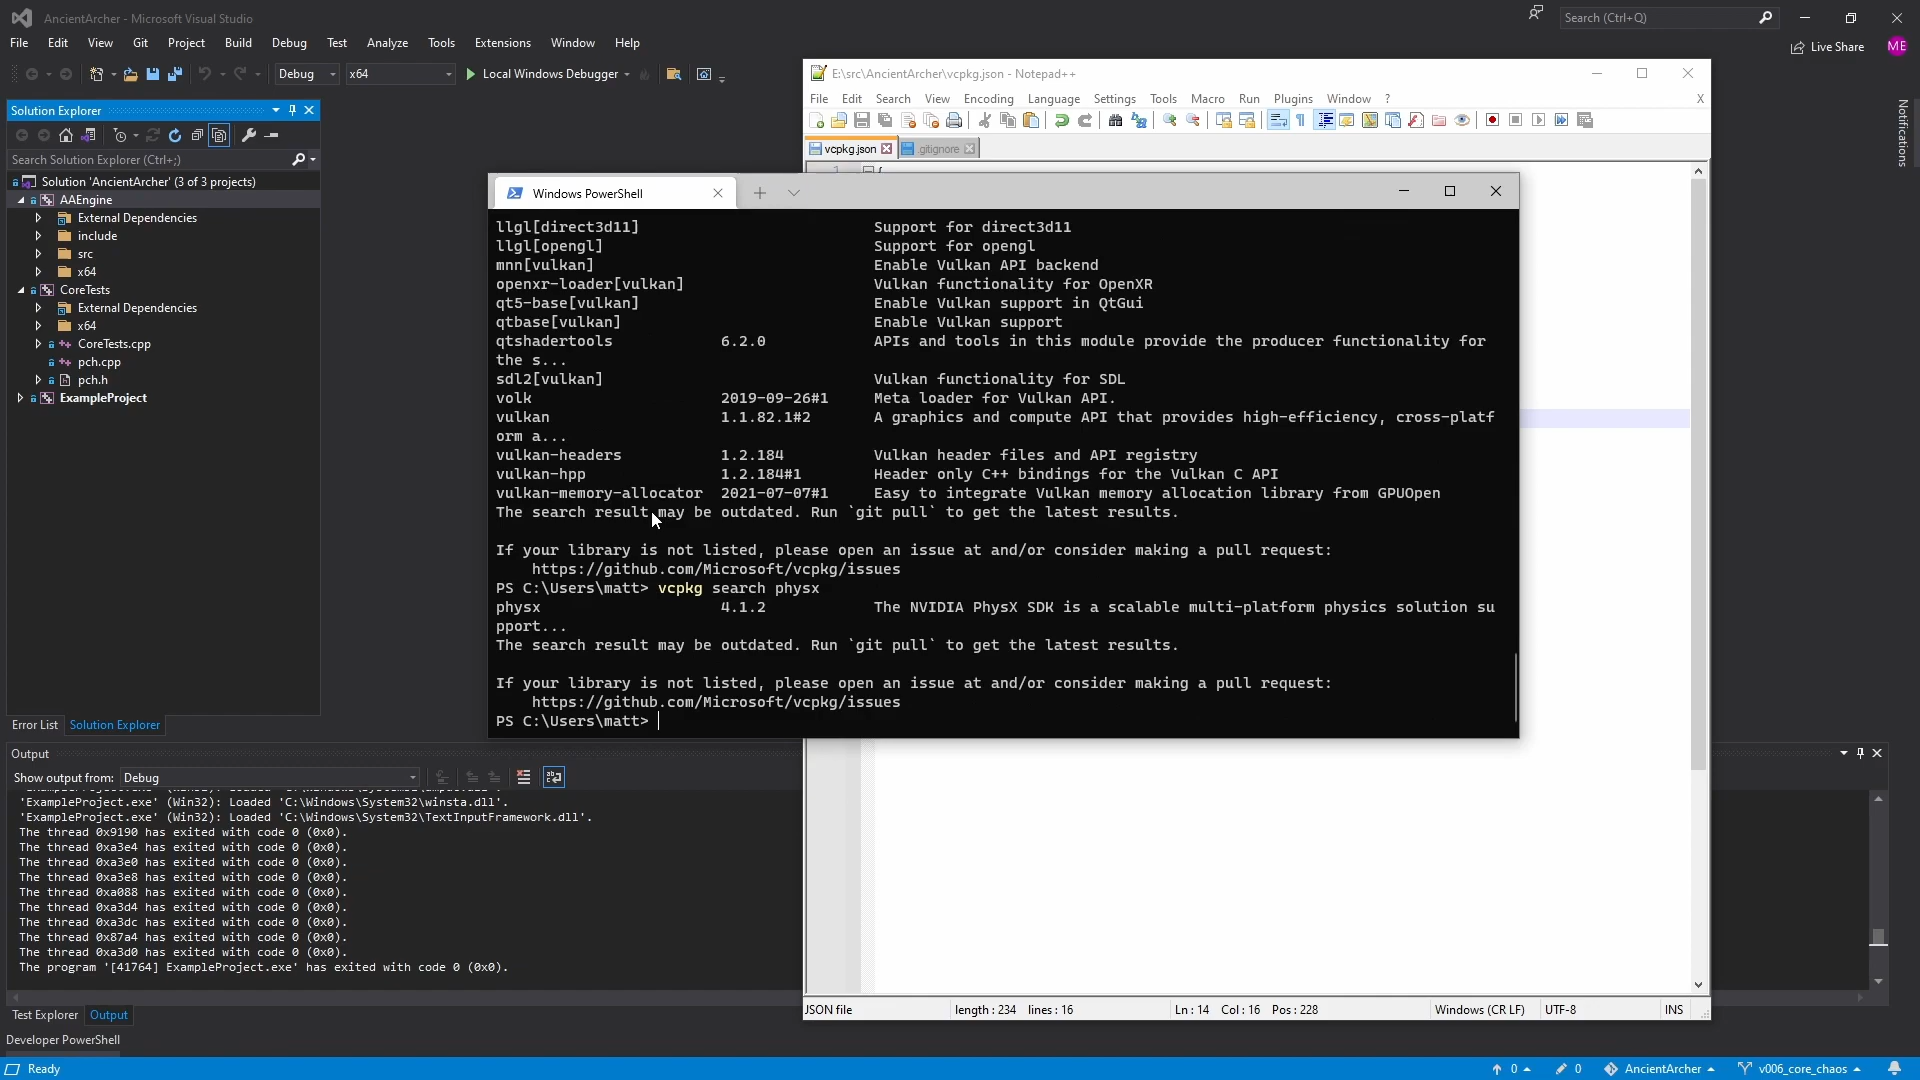 AncientArcher - Microsoft Visual Studio
Search (Ctrl+Q)
File Edit View Git Project Build Debug Test Analyze Tools Extensions Window Help
Live Share ME
Debug x64 Local Windows Debugger
Solution Explorer
Search Solution Explorer (Ctrl+;)
Solution 'AncientArcher' (3 of 3 projects)
AAEngine
External Dependencies
include
src
x64
CoreTests
External Dependencies
x64
CoreTests.cpp
pch.cpp
pch.h
ExampleProject
Error List Solution Explorer
Notifications
E:\src\AncientArcher\vcpkg.json - Notepad++
File Edit Search View Encoding Language Settings Tools Macro Run Plugins Window ? X
vcpkg.json .gitignore
1 {
Windows PowerShell
llgl[direct3d11] Support for direct3d11
llgl[opengl] Support for opengl
mnn[vulkan] Enable Vulkan API backend
openxr-loader[vulkan] Vulkan functionality for OpenXR
qt5-base[vulkan] Enable Vulkan support in QtGui
qtbase[vulkan] Enable Vulkan support
qtshadertools 6.2.0 APIs and tools in this module provide the producer functionality for
the s...
sdl2[vulkan] Vulkan functionality for SDL
volk 2019-09-26#1 Meta loader for Vulkan API.
vulkan 1.1.82.1#2 A graphics and compute API that provides high-efficiency, cross-platf
orm a...
vulkan-headers 1.2.184 Vulkan header files and API registry
vulkan-hpp 1.2.184#1 Header only C++ bindings for the Vulkan C API
vulkan-memory-allocator 2021-07-07#1 Easy to integrate Vulkan memory allocation library from GPUOpen
The search result may be outdated. Run `git pull` to get the latest results.
If your library is not listed, please open an issue at and/or consider making a pull request:
https://github.com/Microsoft/vcpkg/issues
PS C:\Users\matt> vcpkg search physx
physx 4.1.2 The NVIDIA PhysX SDK is a scalable multi-platform physics solution su
pport...
The search result may be outdated. Run `git pull` to get the latest results.
If your library is not listed, please open an issue at and/or consider making a pull request:
https://github.com/Microsoft/vcpkg/issues
PS C:\Users\matt>
Output
Show output from: Debug
'ExampleProject.exe' (Win32): Loaded 'C:\Windows\System32\winsta.dll'.
'ExampleProject.exe' (Win32): Loaded 'C:\Windows\System32\TextInputFramework.dll'.
The thread 0x9190 has exited with code 0 (0x0).
The thread 0xa3e4 has exited with code 0 (0x0).
The thread 0xa3e0 has exited with code 0 (0x0).
The thread 0xa3e8 has exited with code 0 (0x0).
The thread 0xa088 has exited with code 0 (0x0).
The thread 0xa3d4 has exited with code 0 (0x0).
The thread 0xa3dc has exited with code 0 (0x0).
The thread 0x87a4 has exited with code 0 (0x0).
The thread 0xa3d0 has exited with code 0 (0x0).
The program '[41764] ExampleProject.exe' has exited with code 0 (0x0).
JSON file length : 234 lines : 16 Ln : 14 Col : 16 Pos : 228 Windows (CR LF) UTF-8 INS
Test Explorer Output
Developer PowerShell
Ready 0 0 AncientArcher v006_core_chaos